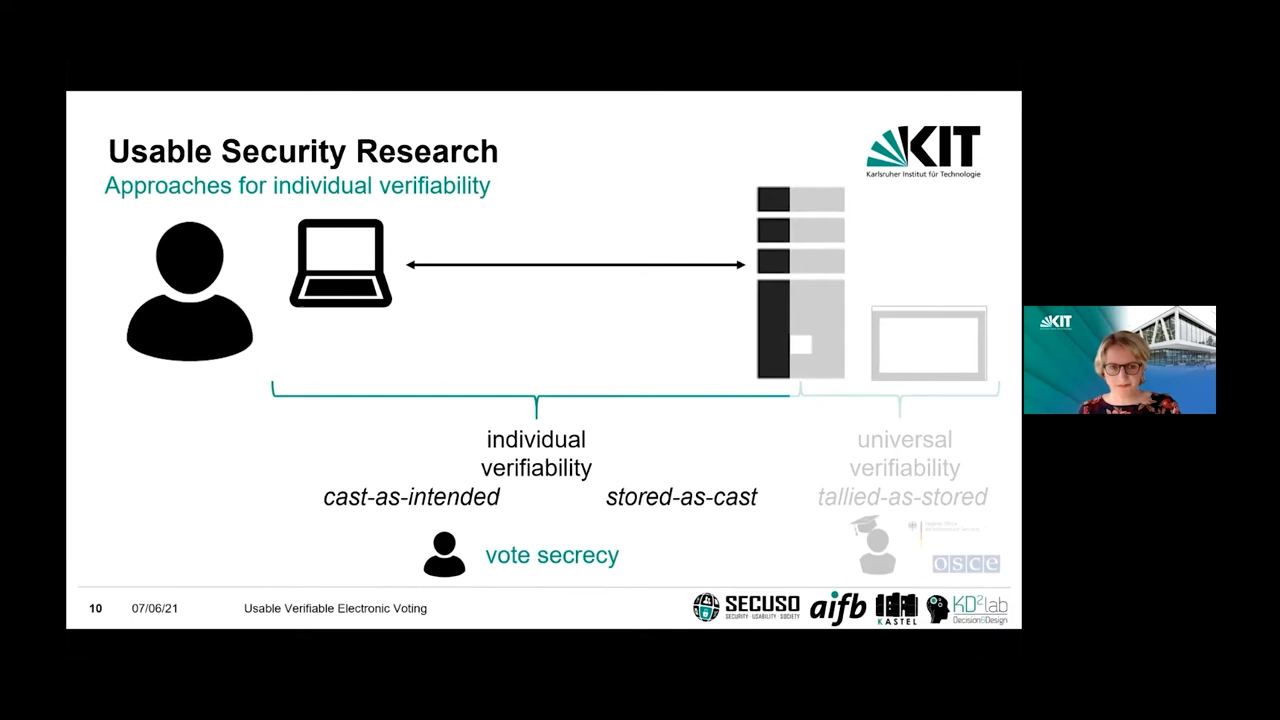 Usable Security Research
Approaches for individual verifiability
KIT
Karlsruher Institut für Technologie
individual
verifiability
cast-as-intended
stored-as-cast
universal
verifiability
tallied-as-stored
vote secrecy
osce
10
07/06/21
Usable Verifiable Electronic Voting
SECUSO
SECURITY · USABILITY · SOCIETY
aifb
KASTEL
KD²lab
Decision&Design
KIT